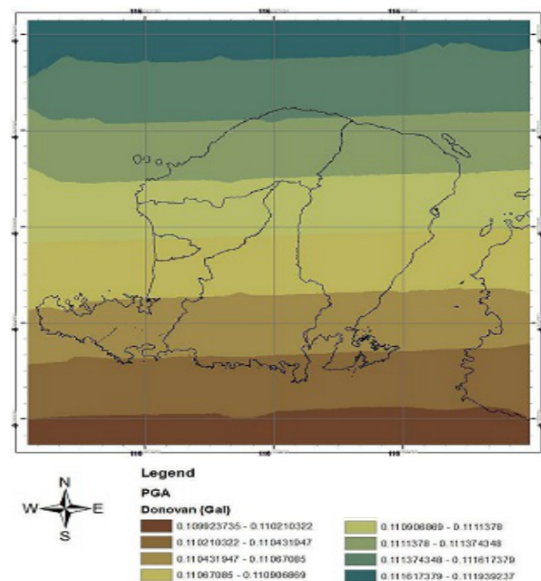 N
W E
S
Legend
PGA
Donovan (Gal)
0.109923735 - 0.110210322
0.110210322 - 0.110431947
0.110431947 - 0.11067085
0.11067085 - 0.110906869
0.110906869 - 0.1111378
0.1111378 - 0.111374348
0.111374348 - 0.111617379
0.111617379 - 0.111939237